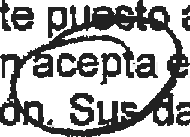 te puesto a
n acepta e
ón. Sus da